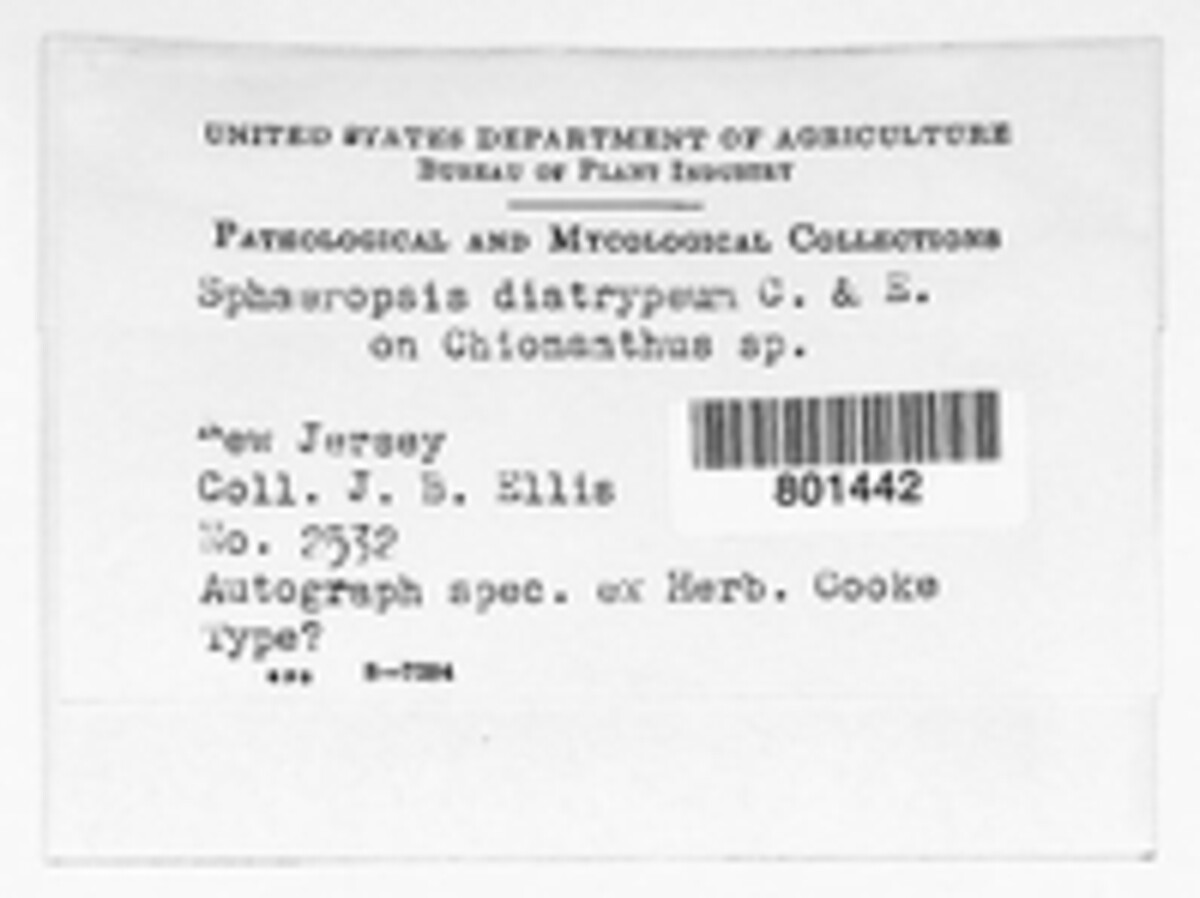 UNITED STATES DEPARTMENT OF AGRICULTURE
BUREAU OF PLANT INDUSTRY
PATHOLOGICAL AND MYCOLOGICAL COLLECTIONS
Sphaeropsis diatrypeum C. & E.
on Chionanthus sp.
New Jersey
Coll. J. B. Ellis
801442
No. 2532
Autograph spec. ex Herb. Cooke
Type?